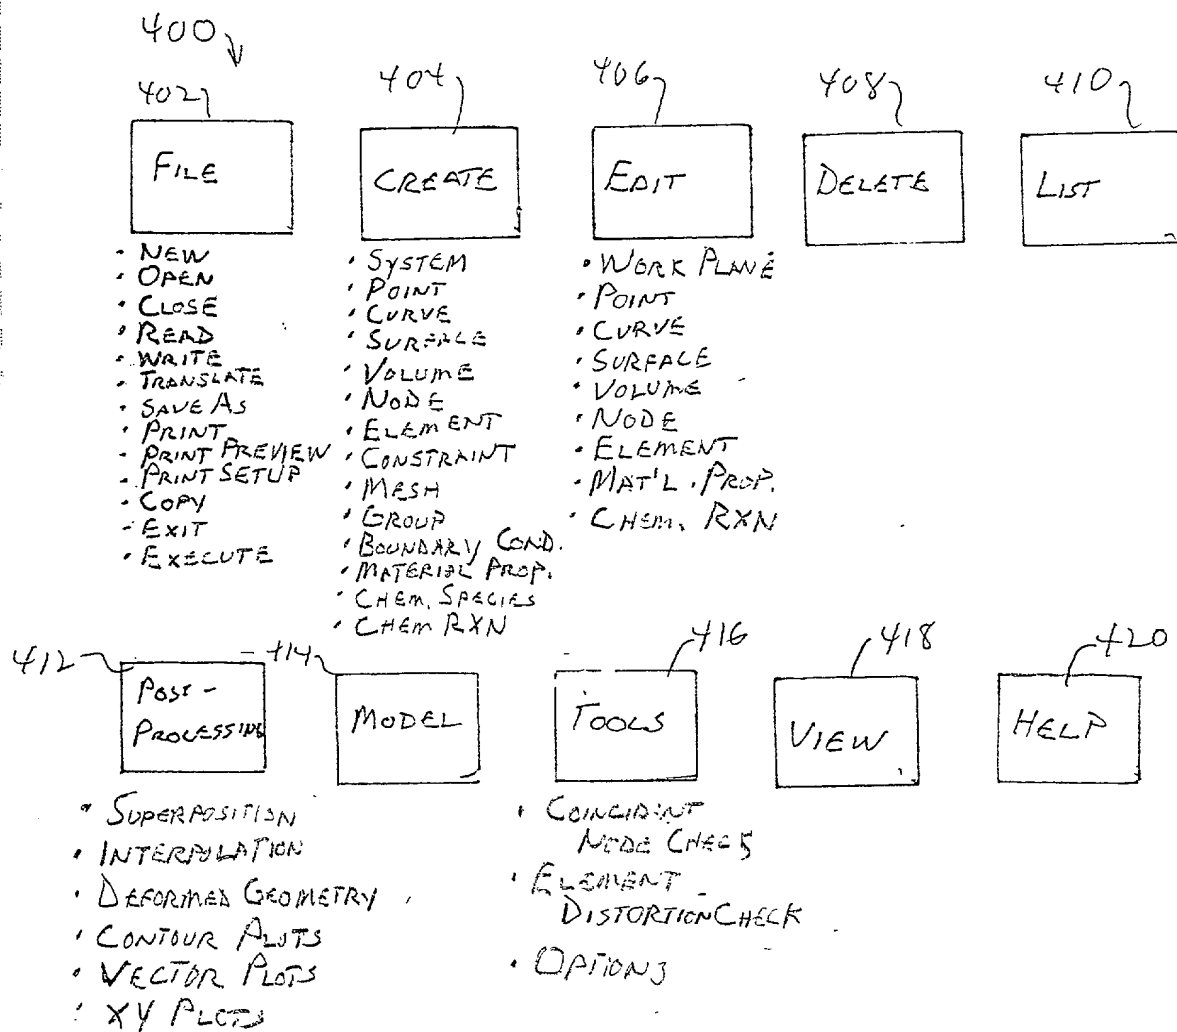 400
402
404
406
408
410
FILE
CREATE
EDIT
DELETE
LIST
· NEW
· OPEN
· CLOSE
· READ
· WRITE
· TRANSLATE
· SAVE AS
· PRINT
· PRINT PREVIEW
· PRINT SETUP
· COPY
· EXIT
· EXECUTE
· SYSTEM
· POINT
· CURVE
· SURFACE
· VOLUME
· NODE
· ELEMENT
· CONSTRAINT
· MESH
· GROUP
· BOUNDARY COND.
· MATERIAL PROP.
· CHEM. SPECIES
· CHEM RXN
· WORK PLANE
· POINT
· CURVE
· SURFACE
· VOLUME
· NODE
· ELEMENT
· MAT'L. PROP.
· CHEM. RXN
412
414
416
418
420
POST-
PROCESSING
MODEL
TOOLS
VIEW
HELP
· SUPERPOSITION
· INTERPOLATION
· DEFORMED GEOMETRY
· CONTOUR PLOTS
· VECTOR PLOTS
· XY PLOTS
· COINCIDENT
NODE CHECK
· ELEMENT
DISTORTION CHECK
· OPTIONS